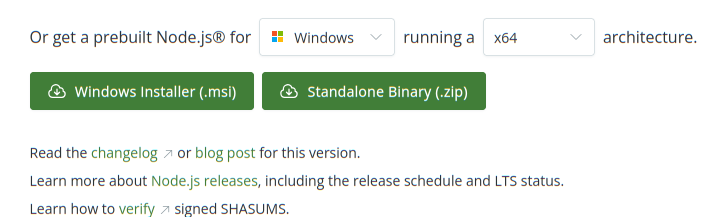 Or get a prebuilt Node.js® for Windows running a x64 architecture.
Windows Installer (.msi) Standalone Binary (.zip)
Read the changelog ↗ or blog post for this version.
Learn more about Node.js releases, including the release schedule and LTS status.
Learn how to verify ↗ signed SHASUMS.